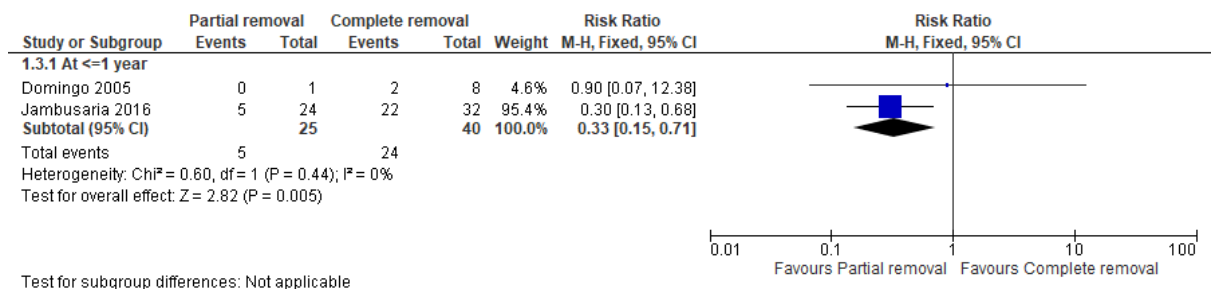 Partial removal Complete removal Risk Ratio Risk Ratio
Study or Subgroup Events Total Events Total Weight M-H, Fixed, 95% CI M-H, Fixed, 95% CI
1.3.1 At <=1 year
Domingo 2005 0 1 2 8 4.6% 0.90 [0.07, 12.38]
Jambusaria 2016 5 24 22 32 95.4% 0.30 [0.13, 0.68]
Subtotal (95% CI) 25 40 100.0% 0.33 [0.15, 0.71]
Total events 5 24
Heterogeneity: Chi² = 0.60, df = 1 (P = 0.44); I² = 0%
Test for overall effect: Z = 2.82 (P = 0.005)
0.01 0.1 1 10 100
Favours Partial removal Favours Complete removal
Test for subgroup differences: Not applicable